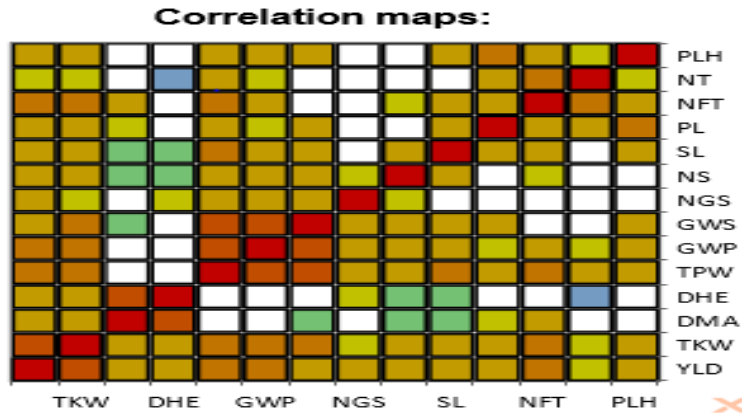 Correlation maps:
PLH
NT
NFT
PL
SL
NS
NGS
GWS
GWP
TPW
DHE
DMA
TKW
YLD
TKW DHE GWP NGS SL NFT PLH